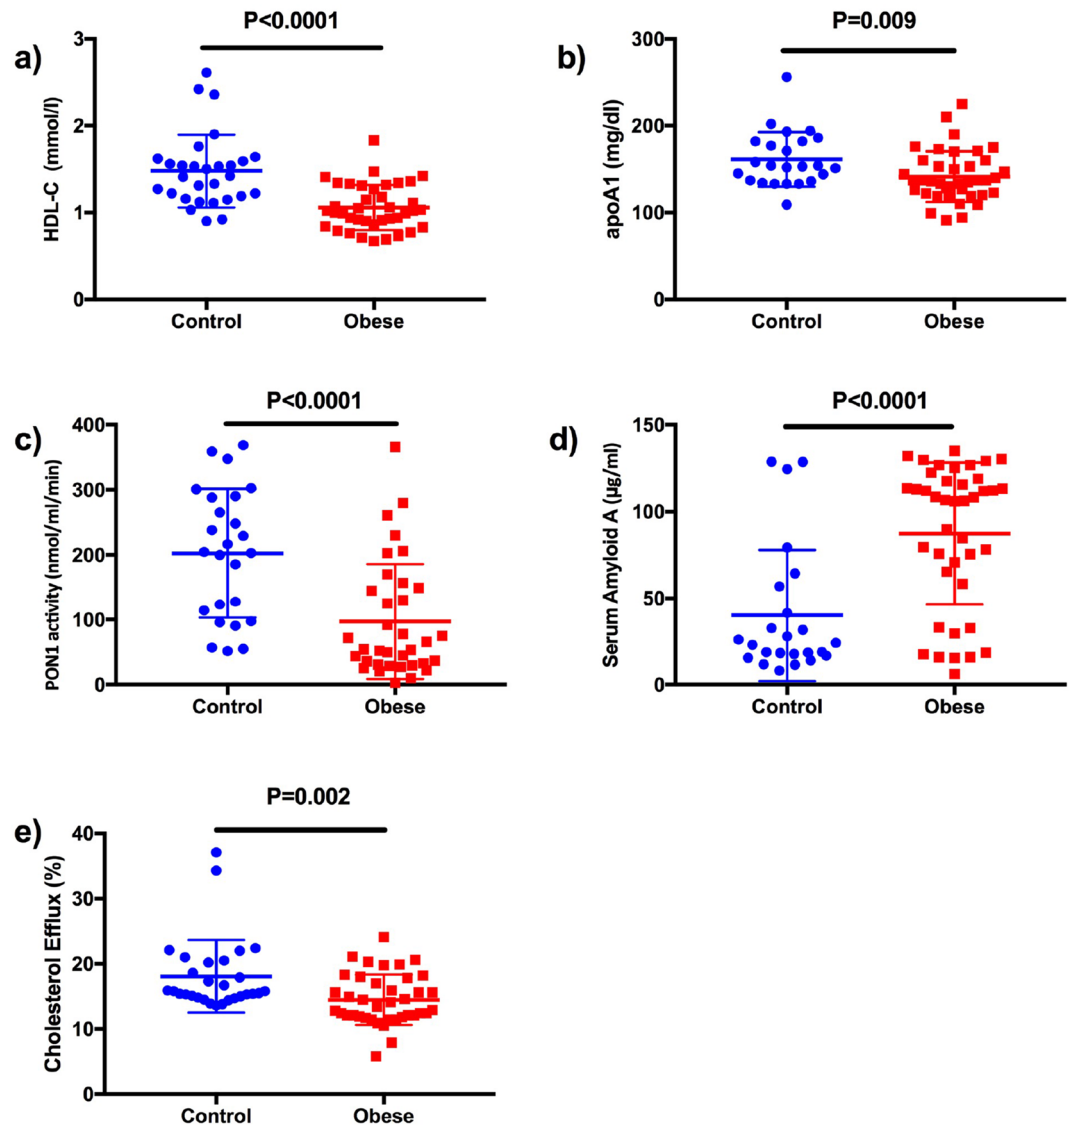 P<0.0001
a)
HDL-C (mmol/l)
3
2
1
0
Control
Obese
P=0.009
b)
apoA1 (mg/dl)
300
200
100
0
Control
Obese
P<0.0001
c)
PON1 activity (nmol/ml/min)
400
300
200
100
0
Control
Obese
P<0.0001
d)
Serum Amyloid A (µg/ml)
150
100
50
0
Control
Obese
P=0.002
e)
Cholesterol Efflux (%)
40
30
20
10
0
Control
Obese